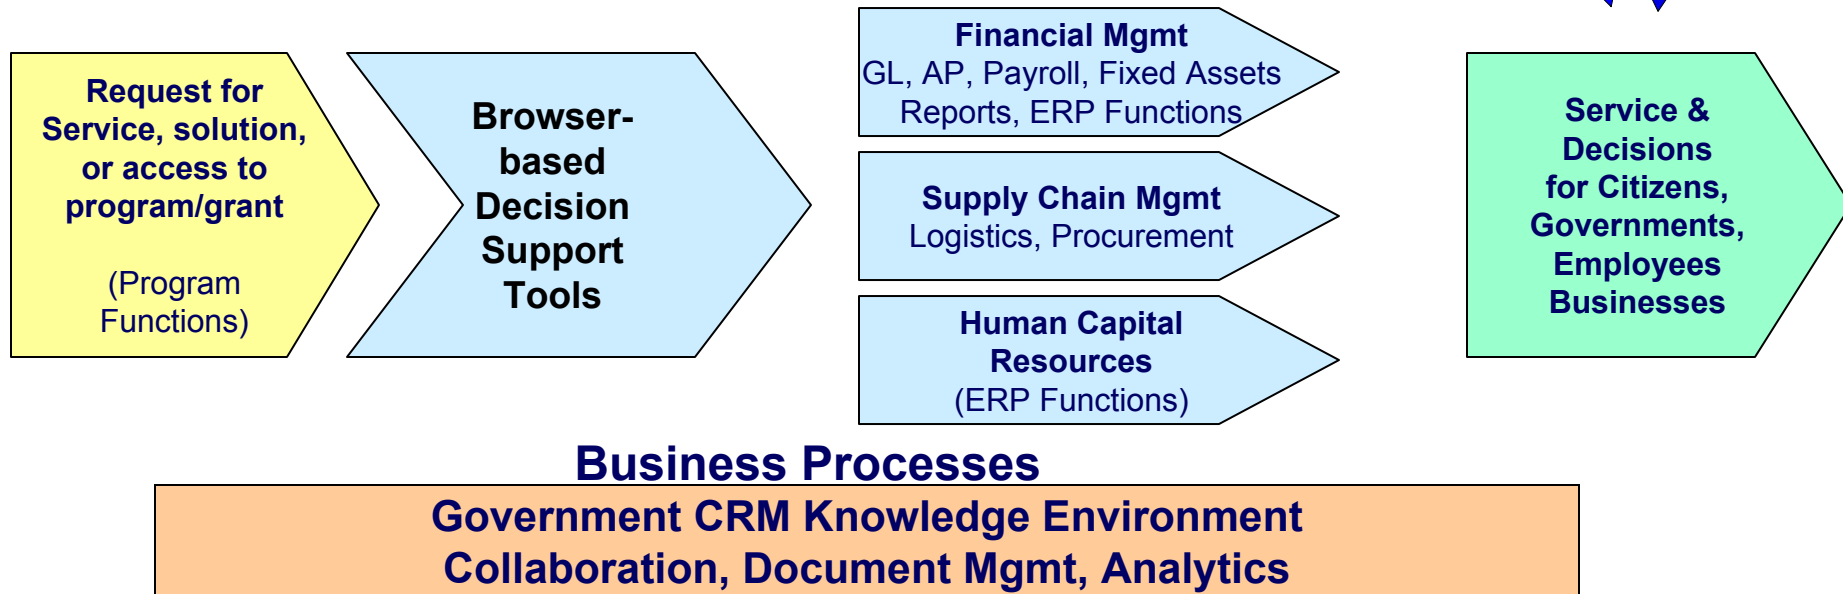 Request for
Service, solution,
or access to
program/grant
(Program
Functions)
Browser-
based
Decision
Support
Tools
Financial Mgmt
GL, AP, Payroll, Fixed Assets
Reports, ERP Functions
Supply Chain Mgmt
Logistics, Procurement
Human Capital
Resources
(ERP Functions)
Service &
Decisions
for Citizens,
Governments,
Employees
Businesses
Business Processes
Government CRM Knowledge Environment
Collaboration, Document Mgmt, Analytics